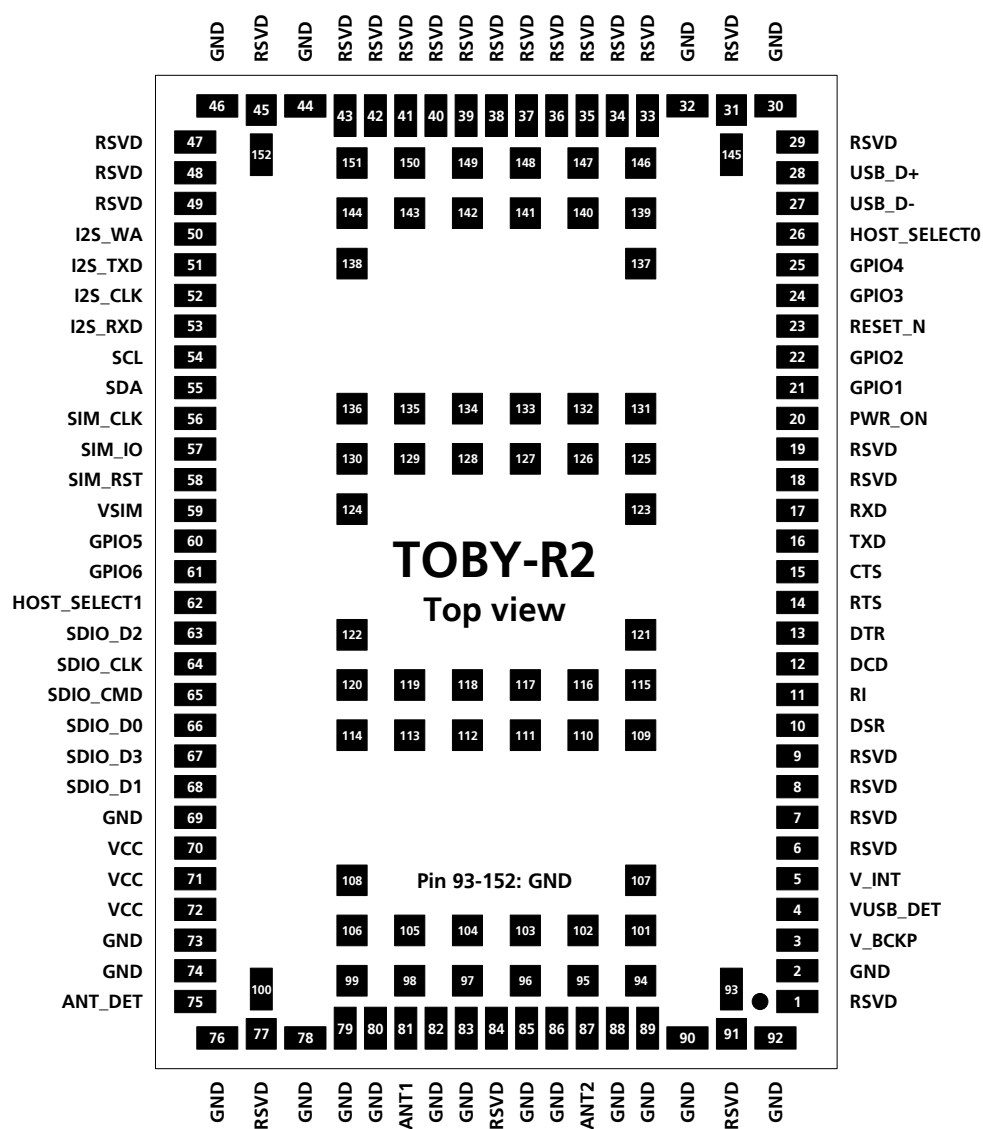 GND RSVD GND RSVD RSVD RSVD RSVD RSVD RSVD RSVD RSVD RSVD RSVD RSVD GND RSVD GND
46 45 44 43 42 41 40 39 38 37 36 35 34 33 32 31 30
RSVD 47 152 145 29 RSVD
151 150 149 148 147 146
RSVD 48 28 USB_D+
RSVD 49 27 USB_D-
144 143 142 141 140 139
I2S_WA 50 26 HOST_SELECT0
I2S_TXD 51 138 137 25 GPIO4
I2S_CLK 52 24 GPIO3
I2S_RXD 53 23 RESET_N
SCL 54 22 GPIO2
SDA 55 21 GPIO1
136 135 134 133 132 131
SIM_CLK 56 20 PWR_ON
SIM_IO 57 19 RSVD
130 129 128 127 126 125
SIM_RST 58 18 RSVD
VSIM 59 124 123 17 RXD
GPIO5 60 16 TXD
TOBY-R2
GPIO6 61 15 CTS
HOST_SELECT1 62 14 RTS
Top view
SDIO_D2 63 122 121 13 DTR
SDIO_CLK 64 12 DCD
120 119 118 117 116 115
SDIO_CMD 65 11 RI
SDIO_D0 66 10 DSR
114 113 112 111 110 109
SDIO_D3 67 9 RSVD
SDIO_D1 68 8 RSVD
GND 69 7 RSVD
VCC 70 6 RSVD
VCC 71 108 Pin 93-152: GND 107 5 V_INT
VCC 72 4 VUSB_DET
106 105 104 103 102 101
GND 73 3 V_BCKP
GND 74 2 GND
99 98 97 96 95 94
ANT_DET 75 100 93 1 RSVD
76 77 78 79 80 81 82 83 84 85 86 87 88 89 90 91 92
GND RSVD GND GND GND ANT1 GND GND RSVD GND GND ANT2 GND GND GND RSVD GND